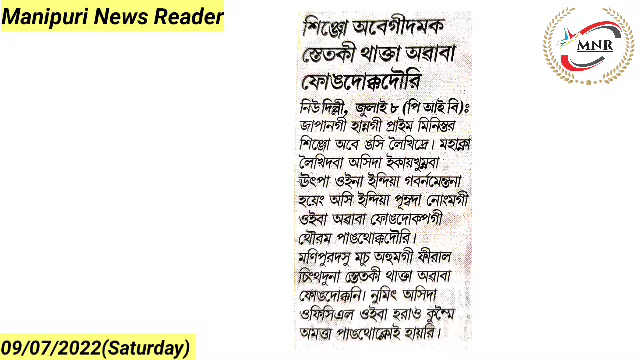 Manipuri News Reader
MNR
শিঞ্জো অবেগীদমক
স্তেতকী থাক্তা অৱাবা
ফোঙদোক্কদৌরি
নিউ দিল্লী, জুলাই ৮ (পি আই বি)ঃ
জাপানগী হান্নগী প্রাইম মিনিস্তর
শিঞ্জো অবে ঙসি লৈখিদ্রে। মহাক্না
লৈখিদবা অসিদা ইকায়খুম্নবা
উৎপা ওইনা ইন্দিয়া গবর্নমেন্তনা
হয়েং অসি ইন্দিয়া পুম্বদা নোংমগী
ওইবা অৱাবা ফোঙদোকপগী
থৌরম পাঙথোক্কদৌরি।
মণিপুরদসু মচু অহুমগী ফীরাল
চিংথদুনা স্তেতকী থাক্তা অৱাবা
ফোঙদোক্কনি। নুমিৎ অসিদা
ওফিসিএল ওইবা হরাও কুম্মৈ
অমত্তা পাঙথোক্লোই হায়রি।
09/07/2022(Saturday)